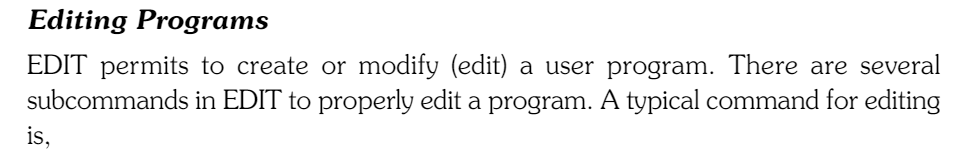 Editing Programs
EDIT permits to create or modify (edit) a user program. There are several
subcommands in EDIT to properly edit a program. A typical command for editing
is,